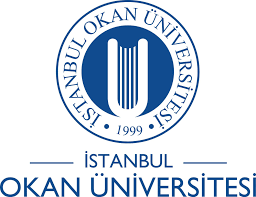 İSTANBUL OKAN ÜNİVERSİTESİ
• 1999 •
İSTANBUL
OKAN ÜNİVERSİTESİ